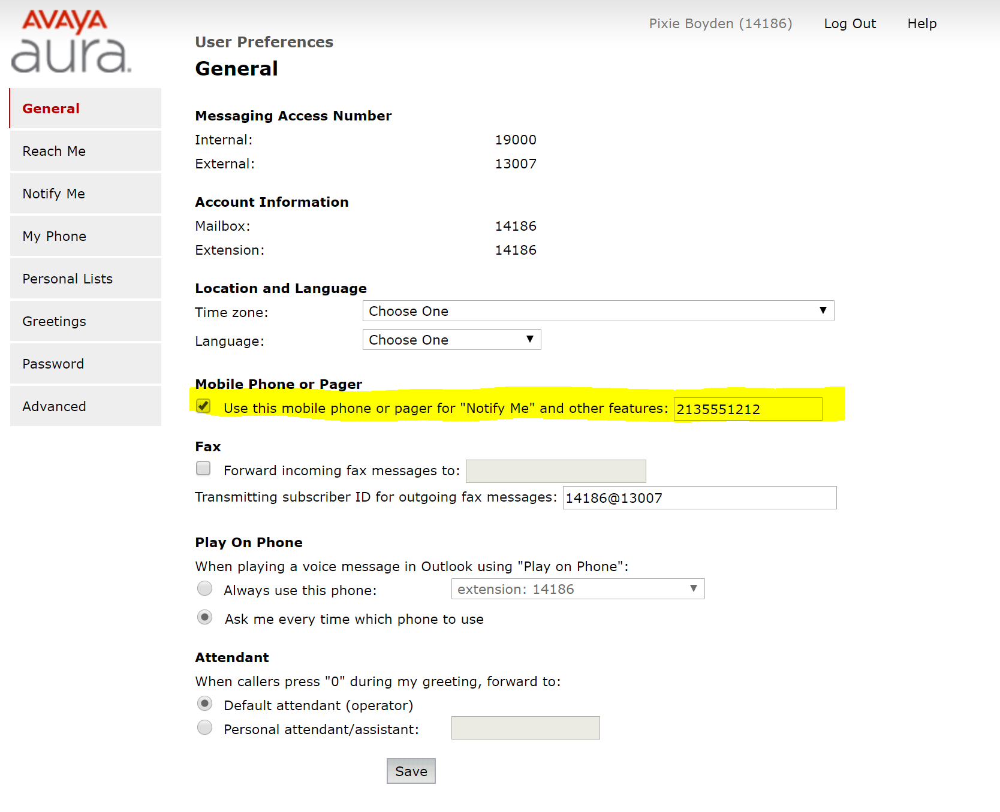 AVAYA
aura.
Pixie Boyden (14186) Log Out Help
User Preferences
General
General
Reach Me
Notify Me
My Phone
Personal Lists
Greetings
Password
Advanced
Messaging Access Number
Internal: 19000
External: 13007
Account Information
Mailbox: 14186
Extension: 14186
Location and Language
Time zone: Choose One
Language: Choose One
Mobile Phone or Pager
Use this mobile phone or pager for "Notify Me" and other features: 2135551212
Fax
Forward incoming fax messages to:
Transmitting subscriber ID for outgoing fax messages: 14186@13007
Play On Phone
When playing a voice message in Outlook using "Play on Phone":
Always use this phone: extension: 14186
Ask me every time which phone to use
Attendant
When callers press "0" during my greeting, forward to:
Default attendant (operator)
Personal attendant/assistant:
Save